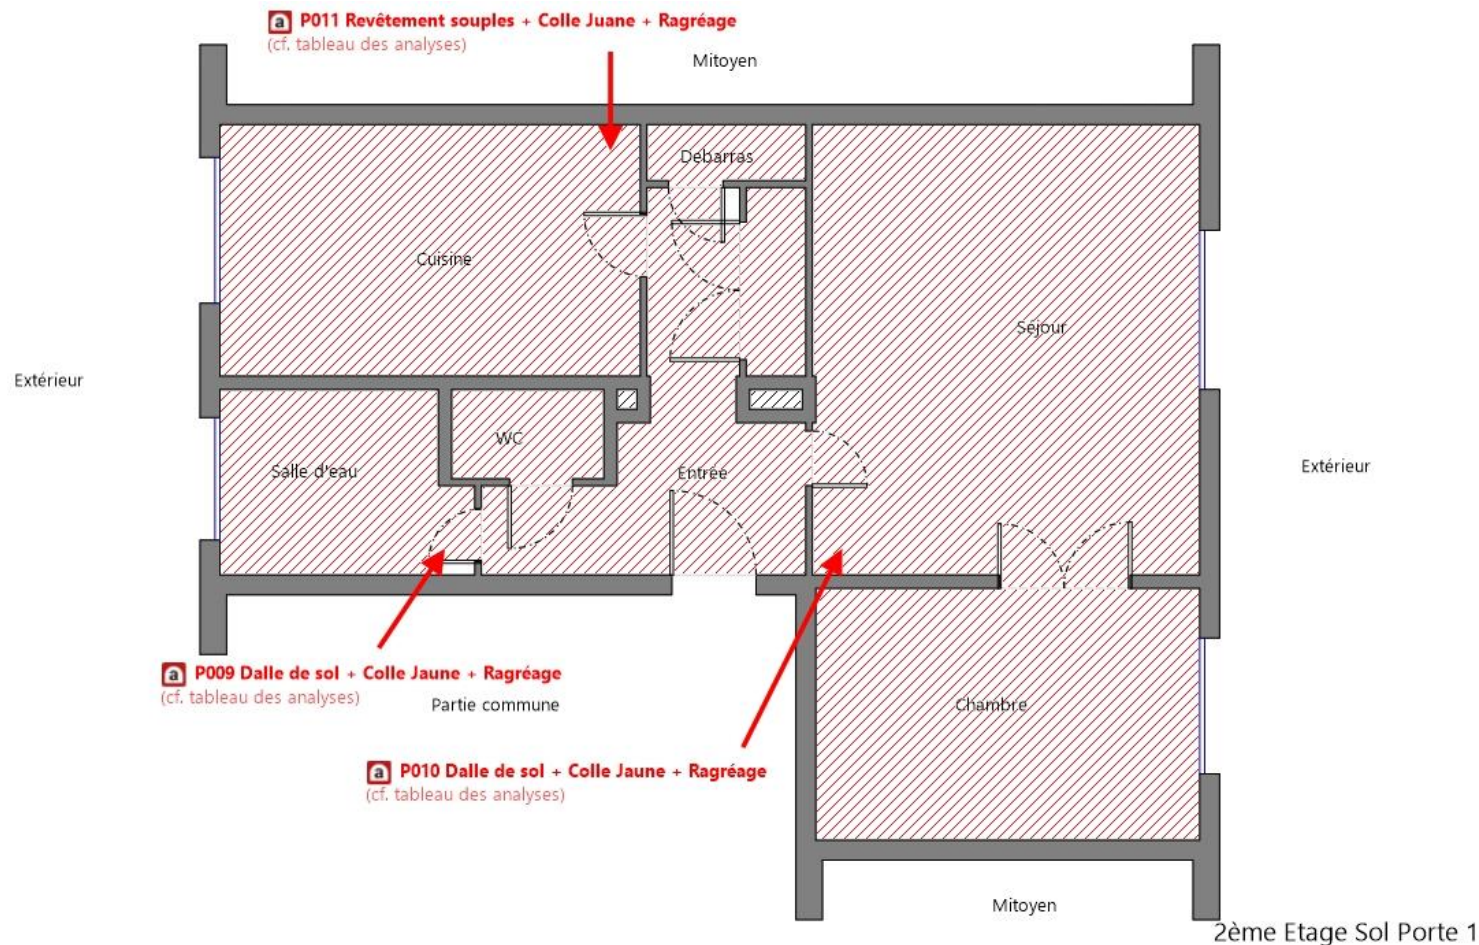 a P011 Revêtement souples + Colle Juane + Ragréage
(cf. tableau des analyses)
Mitoyen
Debarras
Cuisine
Séjour
Extérieur
WC
Salle d'eau
Entrée
Extérieur
a P009 Dalle de sol + Colle Jaune + Ragréage
(cf. tableau des analyses)
Partie commune
Chambre
a P010 Dalle de sol + Colle Jaune + Ragréage
(cf. tableau des analyses)
Mitoyen
2ème Etage Sol Porte 1